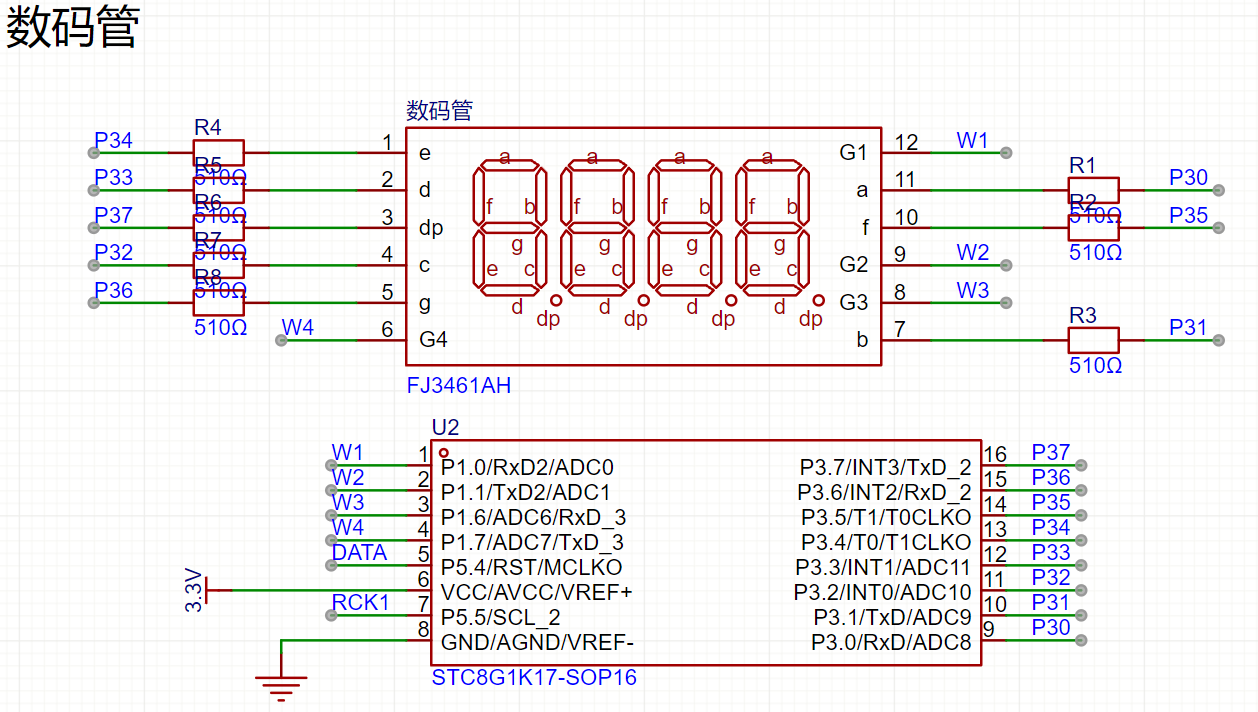 数码管
数码管
P34 R4 1 e G1 12 W1
510Ω
P33 R5 2 d a 11 R1 P30
510Ω 510Ω
P37 R6 3 dp f 10 R2 P35
510Ω 510Ω
P32 R7 4 c G2 9 W2
510Ω
P36 R8 5 g G3 8 W3
510Ω
W4 6 G4 b 7 R3 P31
510Ω
a a a a
f b f b f b f b
g g g g
e c e c e c e c
d dp d dp d dp d dp
FJ3461AH
U2
W1 1 P1.0/RxD2/ADC0 P3.7/INT3/TxD_2 16 P37
W2 2 P1.1/TxD2/ADC1 P3.6/INT2/RxD_2 15 P36
W3 3 P1.6/ADC6/RxD_3 P3.5/T1/T0CLKO 14 P35
W4 4 P1.7/ADC7/TxD_3 P3.4/T0/T1CLKO 13 P34
DATA 5 P5.4/RST/MCLKO P3.3/INT1/ADC11 12 P33
3.3V 6 VCC/AVCC/VREF+ P3.2/INT0/ADC10 11 P32
RCK1 7 P5.5/SCL_2 P3.1/TxD/ADC9 10 P31
8 GND/AGND/VREF- P3.0/RxD/ADC8 9 P30
STC8G1K17-SOP16